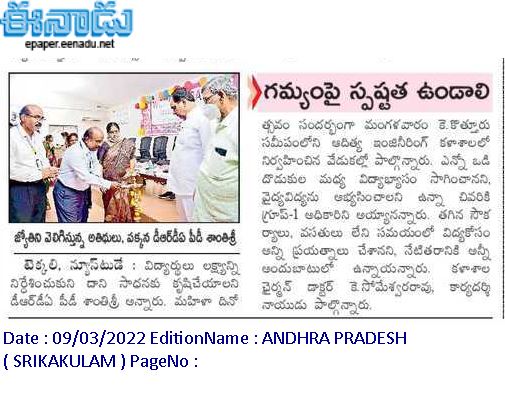 ఈనాడు
epaper.eenadu.net
గమ్యంపై స్పష్టత ఉండాలి
జ్యోతిని వెలిగిస్తున్న అతిథులు, పక్కన డీఆర్‌డీఏ పీడీ శాంతిశ్రీ
టెక్కలి, న్యూస్‌టుడే : విద్యార్థులు లక్ష్యాన్ని
నిర్దేశించుకుని దాని సాధనకు కృషిచేయాలని
డీఆర్‌డీఏ పీడీ శాంతిశ్రీ అన్నారు. మహిళా దినో
త్సవం సందర్భంగా మంగళవారం కె.కొత్తూరు
సమీపంలోని ఆదిత్య ఇంజినీరింగ్ కళాశాలలో
నిర్వహించిన వేడుకల్లో పాల్గొన్నారు. ఎన్నో ఒడి
దొడుకుల మధ్య విద్యాభ్యాసం సాగించానని,
వైద్యవిద్యను అభ్యసించాలని ఉన్నా చివరికి
గ్రూప్-1 అధికారిని అయ్యానన్నారు. తగిన సౌక
ర్యాలు, వసతులు లేని సమయంలో విద్యకోసం
అన్ని ప్రయత్నాలు చేశానని, నేటితరానికి అన్నీ
అందుబాటులో ఉన్నాయన్నారు. కళాశాల
ఛైర్మన్ డాక్టర్ కె.సోమేశ్వరరావు, కార్యదర్శి
నాయుడు పాల్గొన్నారు.
Date : 09/03/2022 EditionName : ANDHRA PRADESH
( SRIKAKULAM ) PageNo :